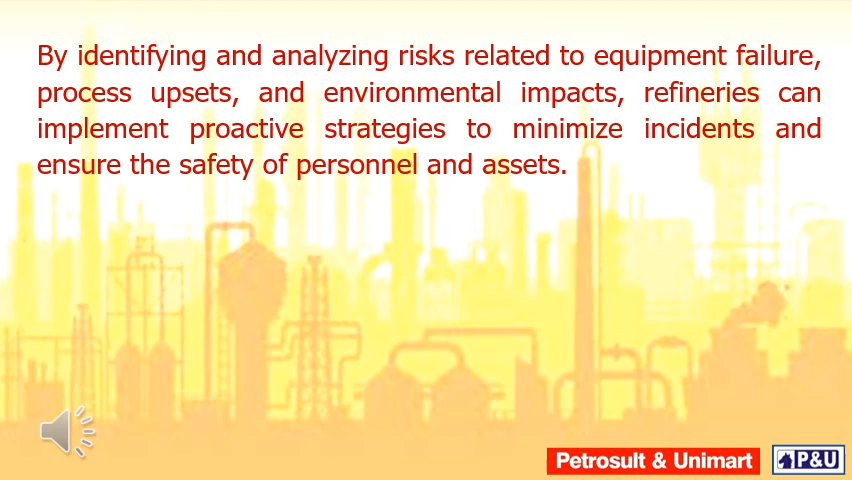 By identifying and analyzing risks related to equipment failure,
process upsets, and environmental impacts, refineries can
implement proactive strategies to minimize incidents and
ensure the safety of personnel and assets.
Petrosult & Unimart
P&U